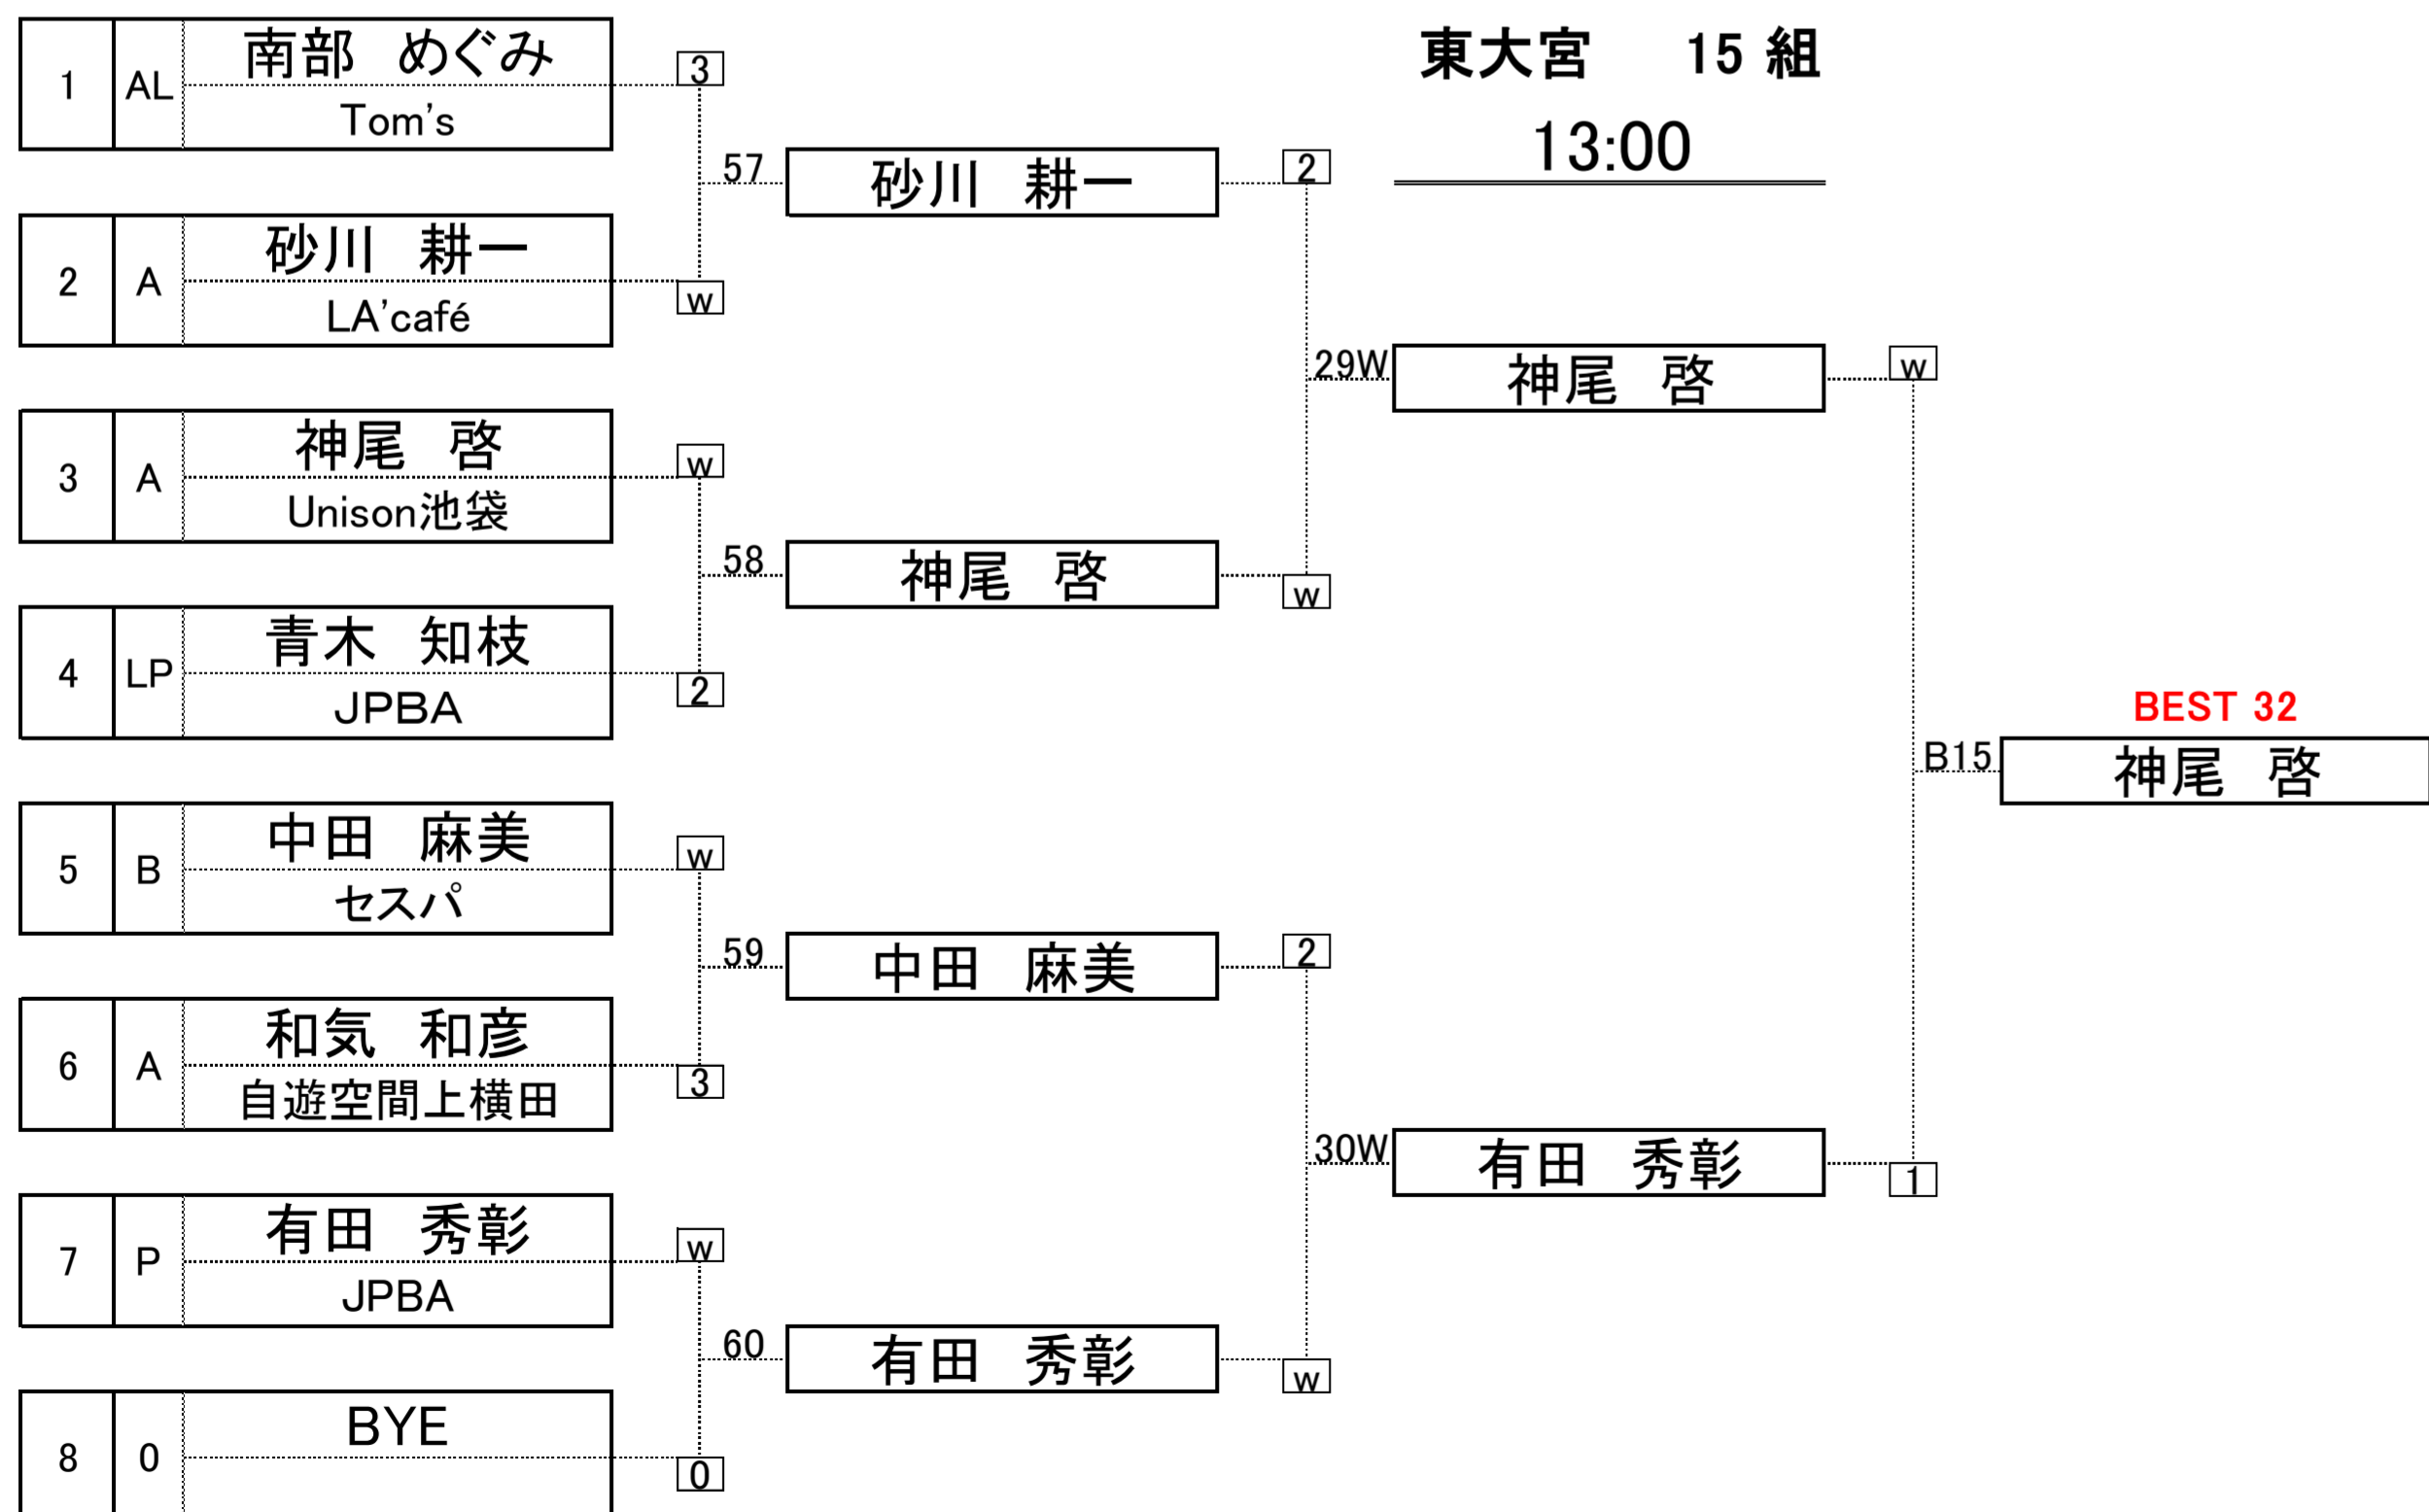 東大宮 15 組
13:00
1 AL 南部 めぐみ 3
Tom's
57 砂川 耕一 2
2 A 砂川 耕一 w
LA'café
29W 神尾 啓 w
3 A 神尾 啓 w
Unison池袋
58 神尾 啓 w
4 LP 青木 知枝 2
JPBA
BEST 32
B15 神尾 啓
5 B 中田 麻美 w
セスパ
59 中田 麻美 2
6 A 和気 和彦 3
自遊空間上横田
30W 有田 秀彰 1
7 P 有田 秀彰 w
JPBA
60 有田 秀彰 w
8 0 BYE 0